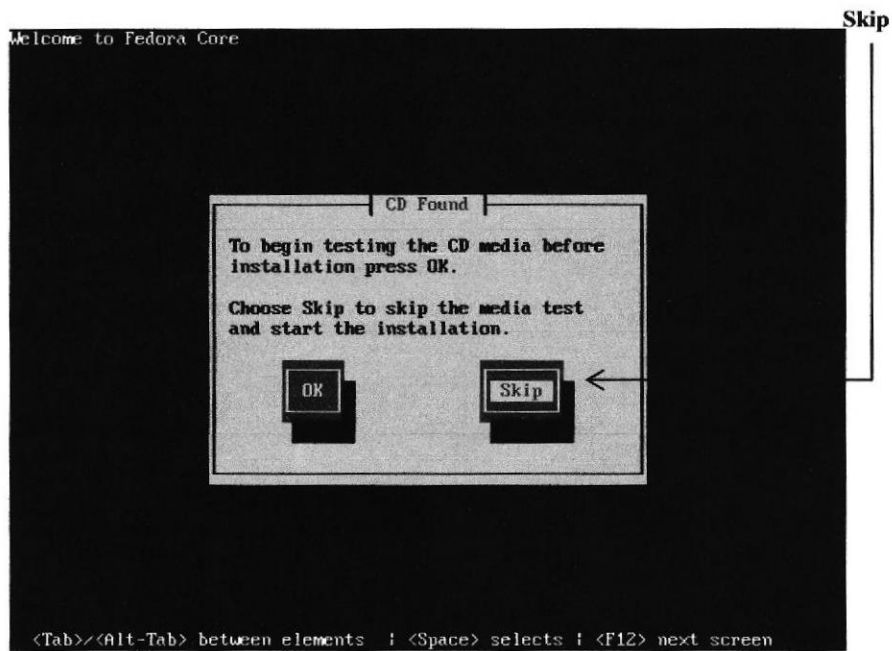 Skip
Welcome to Fedora Core
CD Found
To begin testing the CD media before
installation press OK.
Choose Skip to skip the media test
and start the installation.
OK Skip
<Tab>/<Alt-Tab> between elements | <Space> selects | <F12> next screen